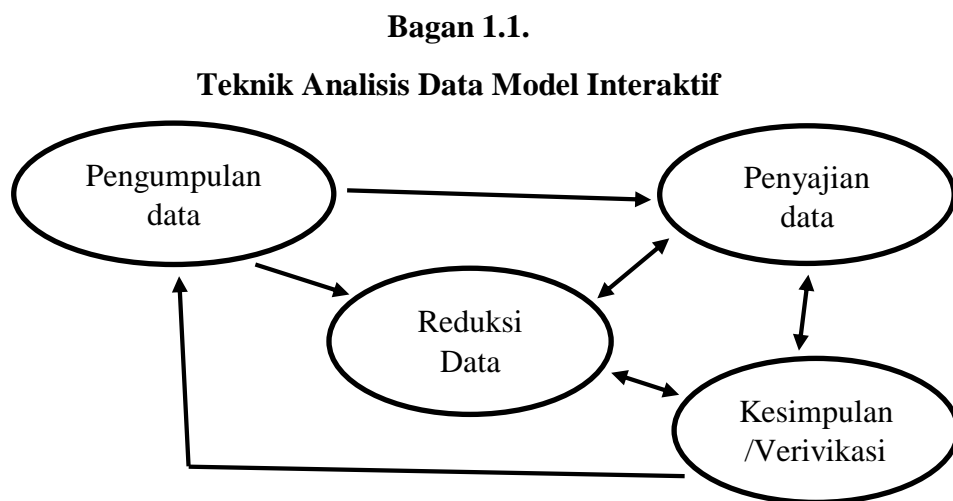 Bagan 1.1.
Teknik Analisis Data Model Interaktif
Pengumpulan
data
Penyajian
data
Reduksi
Data
Kesimpulan
/Verivikasi